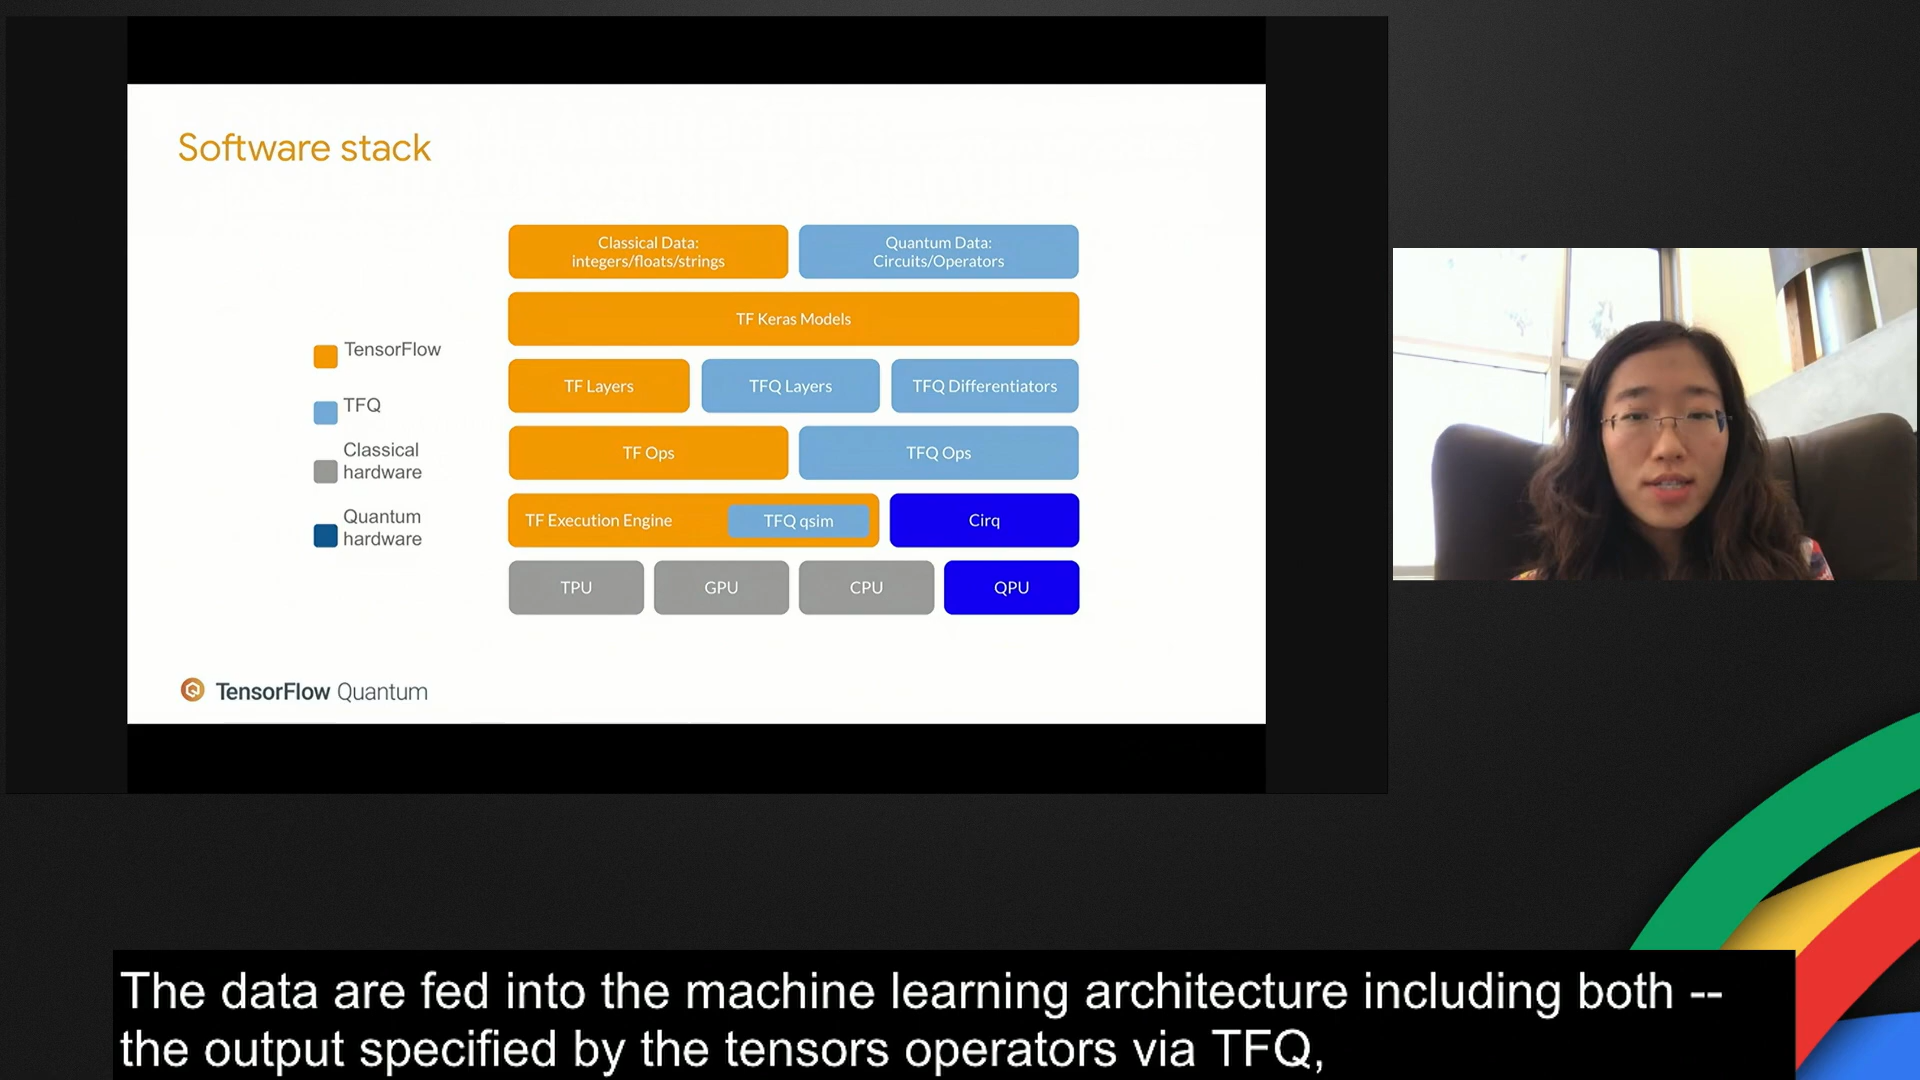 Software stack
Classical Data:
integers/floats/strings
Quantum Data:
Circuits/Operators
TF Keras Models
TensorFlow
TFQ
Classical
hardware
Quantum
hardware
TF Layers
TFQ Layers
TFQ Differentiators
TF Ops
TFQ Ops
TF Execution Engine
TFQ qsim
Cirq
TPU
GPU
CPU
QPU
TensorFlow Quantum
The data are fed into the machine learning architecture including both --
the output specified by the tensors operators via TFQ,